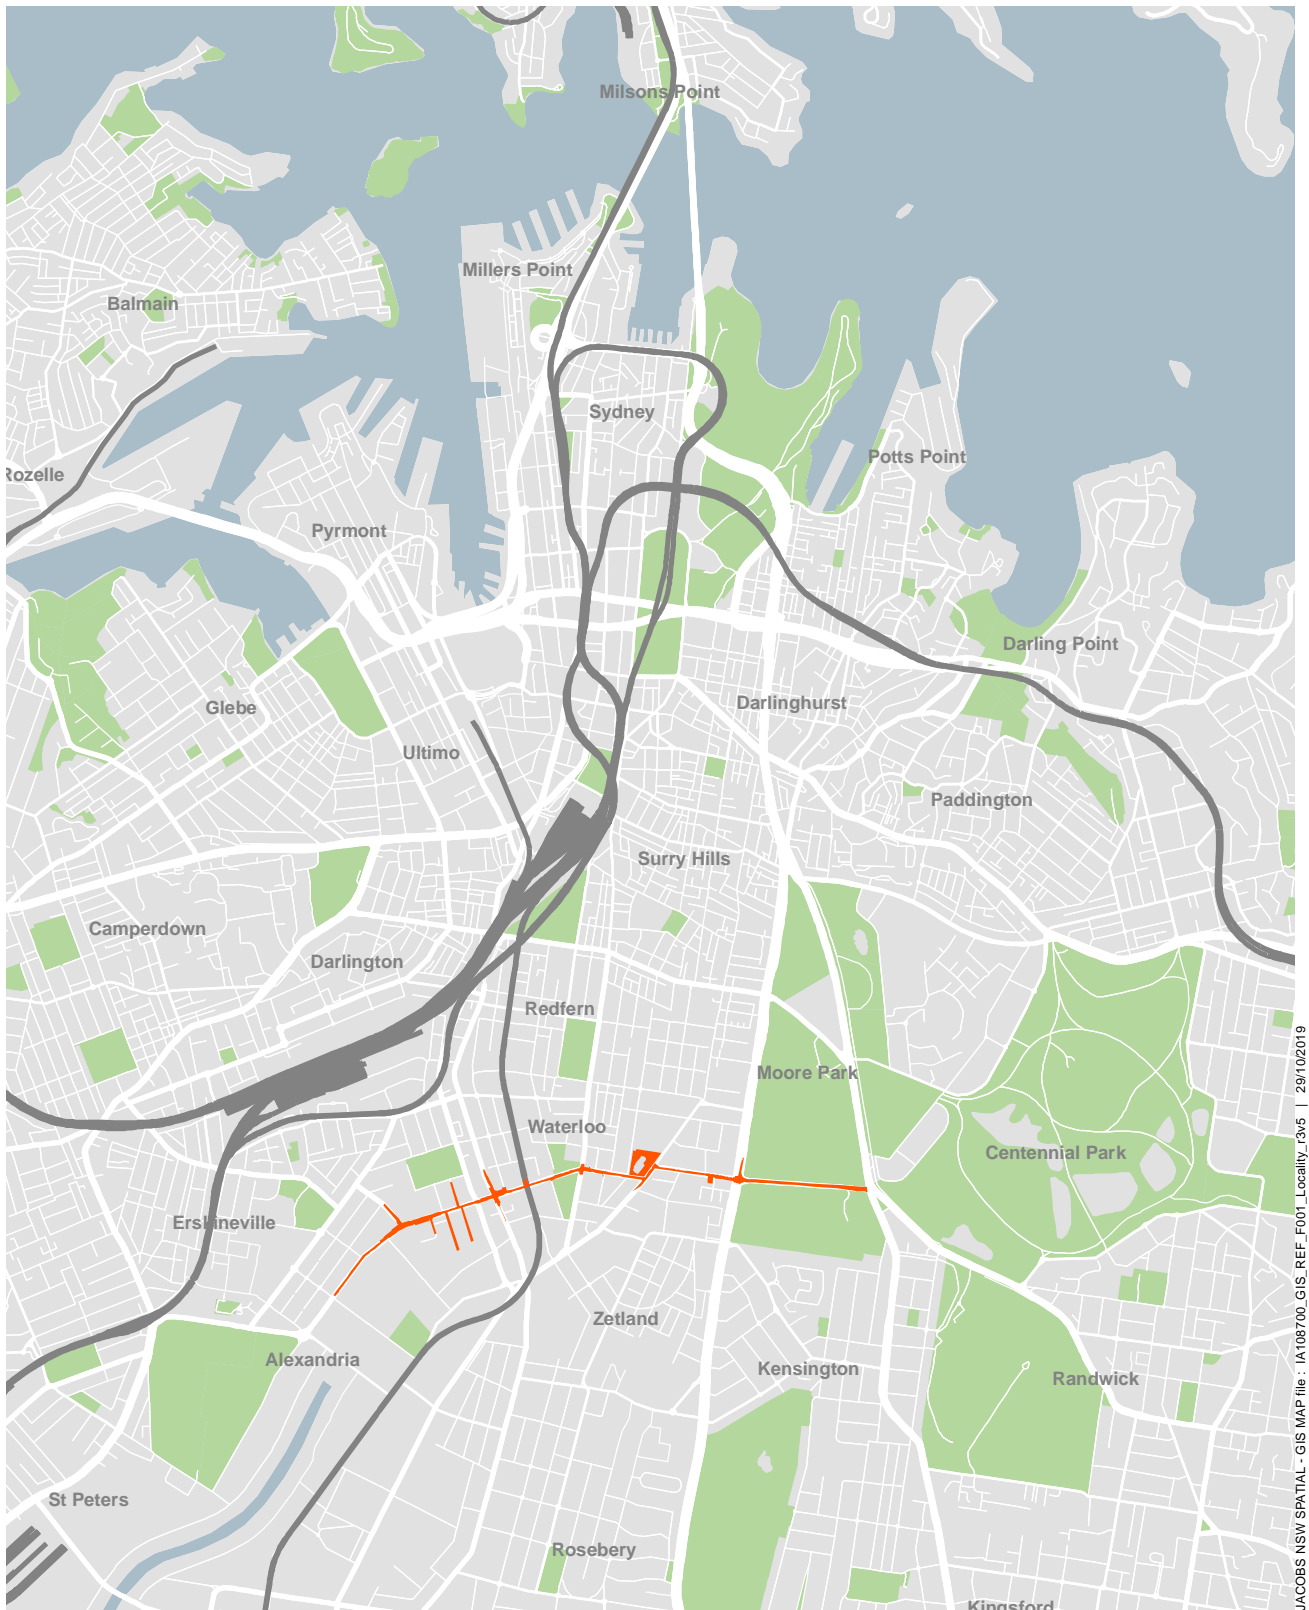 Milsons Point
Millers Point
Balmain
Sydney
Potts Point
Rozelle
Pyrmont
Darling Point
Darlinghurst
Glebe
Ultimo
Paddington
Surry Hills
Camperdown
Darlington
Redfern
Moore Park
Waterloo
Centennial Park
Erskineville
Zetland
Alexandria
Kensington
Randwick
St Peters
Rosebery
Kingsford
JACOBS NSW SPATIAL - GIS MAP file : IA108700_GIS_REF_F001_Locality_r3v5 | 29/10/2019